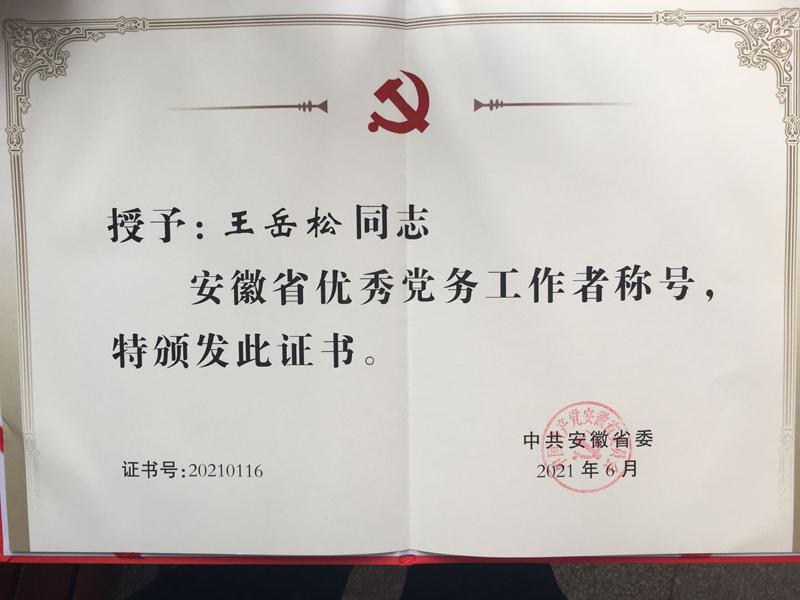 授予：王岳松同志
安徽省优秀党务工作者称号，
特颁发此证书。
中共安徽省委
证书号:20210116
2021年6月